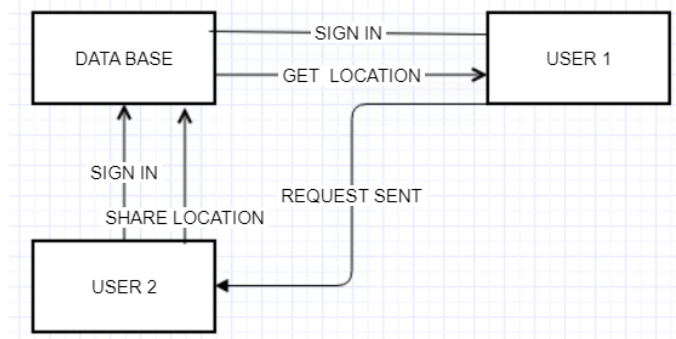 SIGN IN
DATA BASE
USER 1
GET LOCATION
SIGN IN
REQUEST SENT
SHARE LOCATION
USER 2